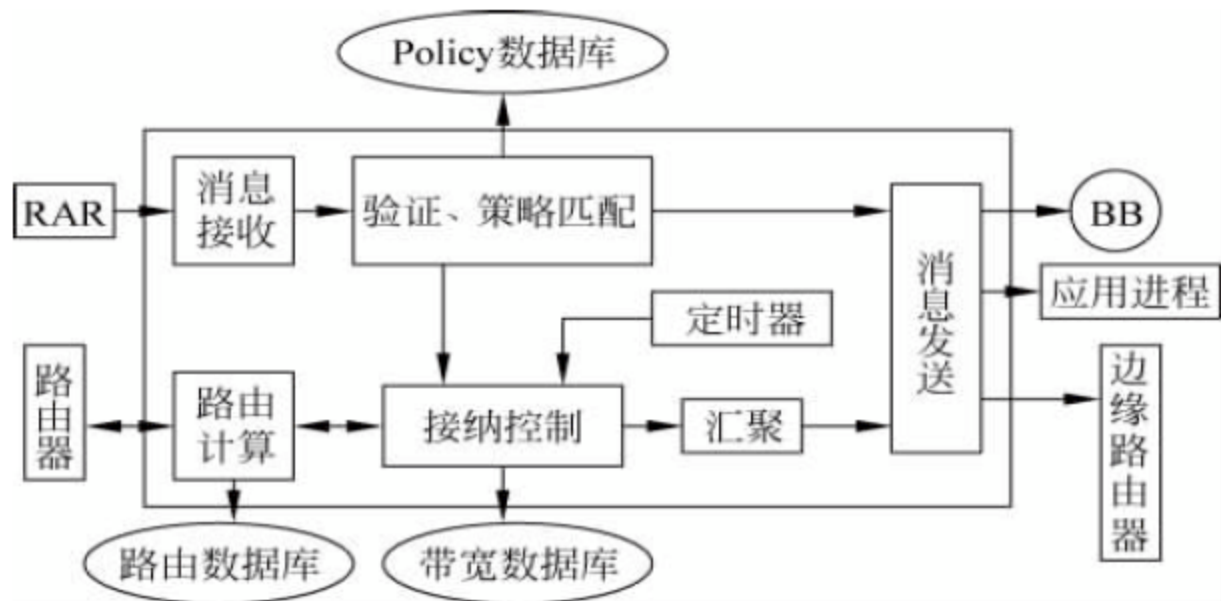 Policy数据库
RAR
消息
接收
验证、策略匹配
消息发送
BB
应用进程
定时器
路由器
路由
计算
接纳控制
汇聚
边缘路由器
路由数据库
带宽数据库